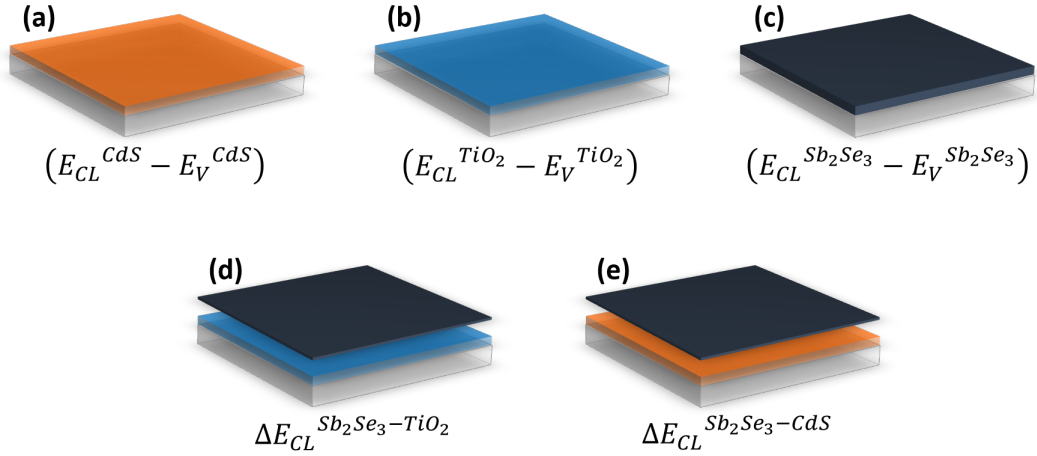 (a) (b) (c)
(E_CL^CdS − E_V^CdS) (E_CL^TiO₂ − E_V^TiO₂) (E_CL^Sb₂Se₃ − E_V^Sb₂Se₃)
(d) (e)
ΔE_CL^Sb₂Se₃−TiO₂ ΔE_CL^Sb₂Se₃−CdS